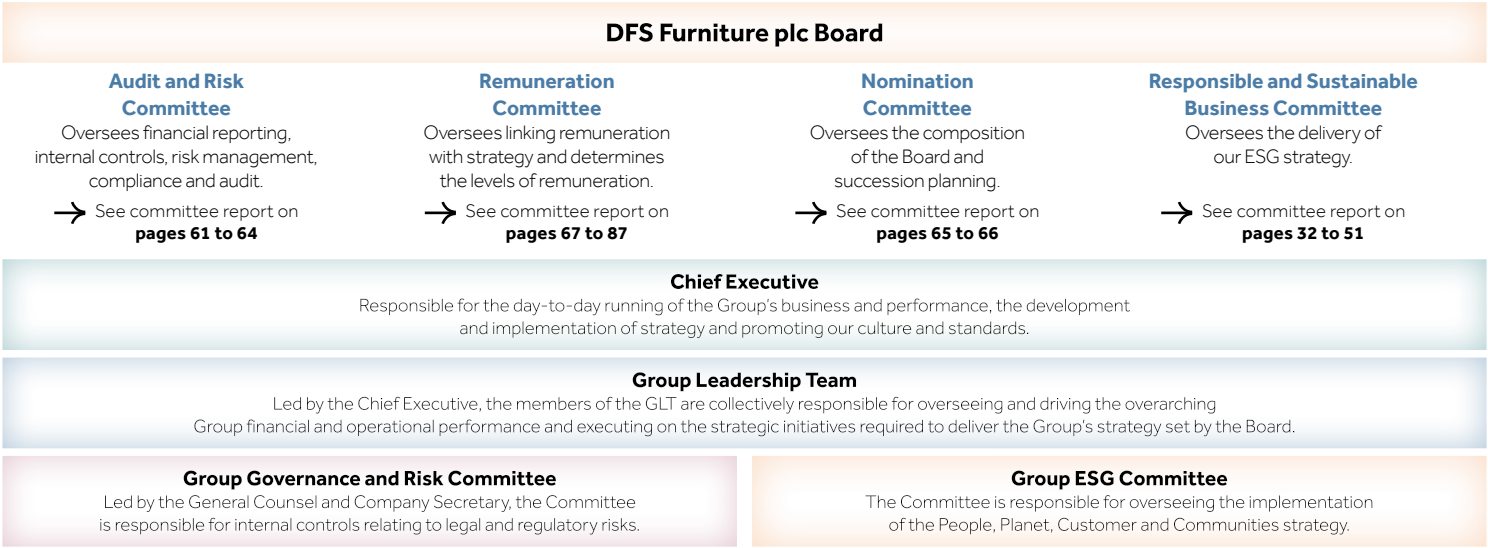 DFS Furniture plc Board
Audit and Risk
Committee
Oversees financial reporting,
internal controls, risk management,
compliance and audit.
See committee report on
pages 61 to 64
Remuneration
Committee
Oversees linking remuneration
with strategy and determines
the levels of remuneration.
See committee report on
pages 67 to 87
Nomination
Committee
Oversees the composition
of the Board and
succession planning.
See committee report on
pages 65 to 66
Responsible and Sustainable
Business Committee
Oversees the delivery of
our ESG strategy.
See committee report on
pages 32 to 51
Chief Executive
Responsible for the day-to-day running of the Group's business and performance, the development
and implementation of strategy and promoting our culture and standards.
Group Leadership Team
Led by the Chief Executive, the members of the GLT are collectively responsible for overseeing and driving the overarching
Group financial and operational performance and executing on the strategic initiatives required to deliver the Group's strategy set by the Board.
Group Governance and Risk Committee
Led by the General Counsel and Company Secretary, the Committee
is responsible for internal controls relating to legal and regulatory risks.
Group ESG Committee
The Committee is responsible for overseeing the implementation
of the People, Planet, Customer and Communities strategy.